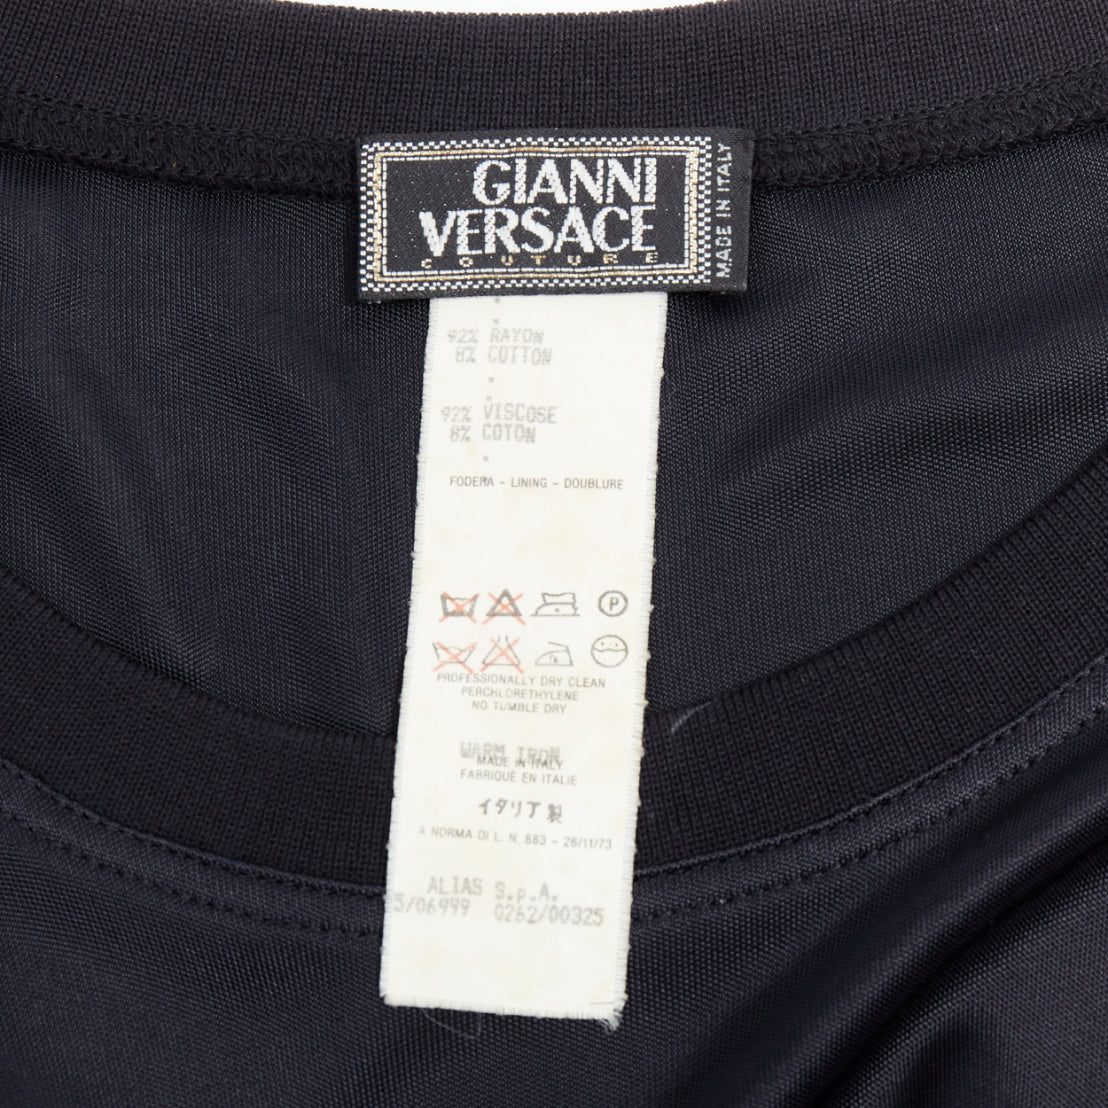 GIANNI
VERSACE
COUTURE
MADE IN ITALY
92% RAYON
8% COTTON
92% VISCOSE
8% COTON
FODERA - LINING - DOUBLURE
P
PROFESSIONALLY DRY CLEAN
PERCHLORETHYLENE
NO TUMBLE DRY
WARM IRON
MADE IN ITALY
FABRIQUÉ EN ITALIE
イタリア製
A NORMA DI L. N. 883 - 26/11/73
ALIAS S.p.A.
5/06999 0262/00325